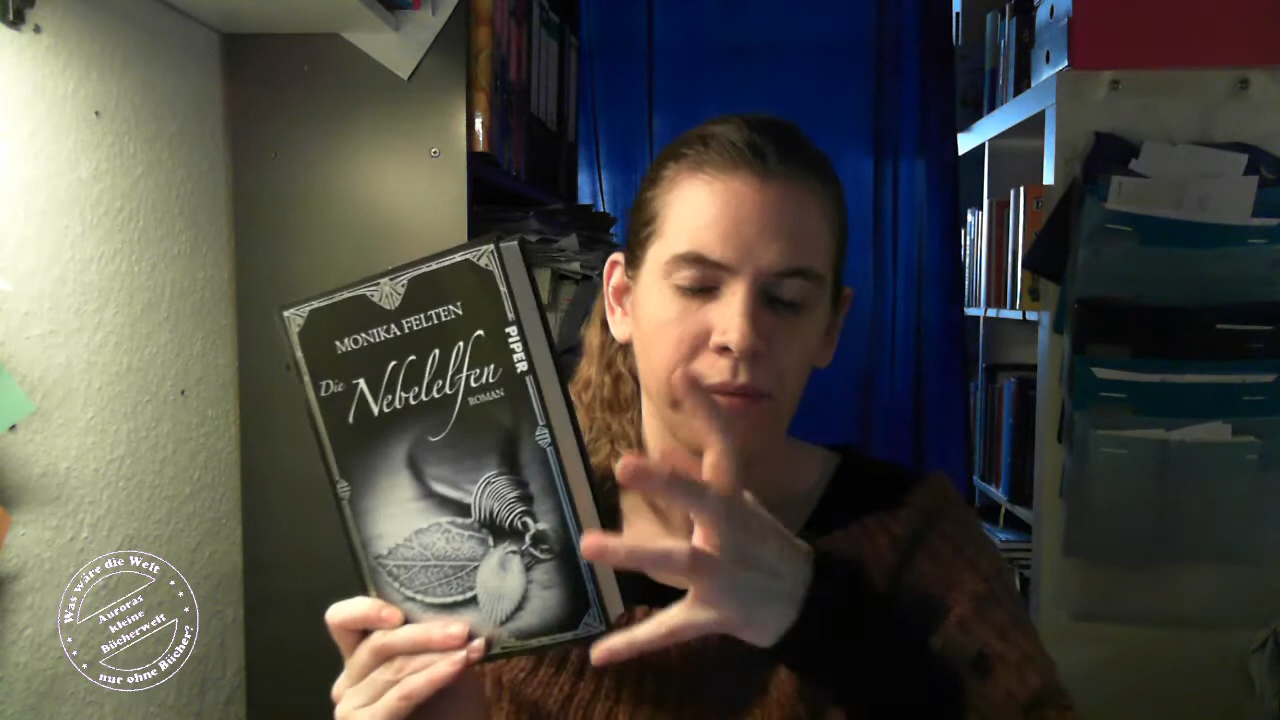 MONIKA FELTEN
Die Nebelelfen
ROMAN
PIPER
Was wäre die Welt
Auroras
kleine
Bücherwelt
nur ohne Bücher?